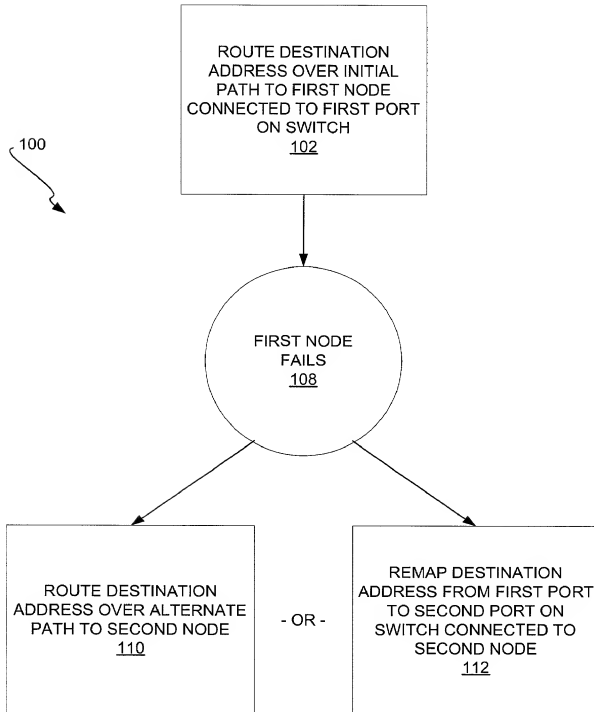 ROUTE DESTINATION
ADDRESS OVER INITIAL
PATH TO FIRST NODE
CONNECTED TO FIRST PORT
ON SWITCH
102
100
FIRST NODE
FAILS
108
ROUTE DESTINATION
ADDRESS OVER ALTERNATE
PATH TO SECOND NODE
110
- OR -
REMAP DESTINATION
ADDRESS FROM FIRST PORT
TO SECOND PORT ON
SWITCH CONNECTED TO
SECOND NODE
112